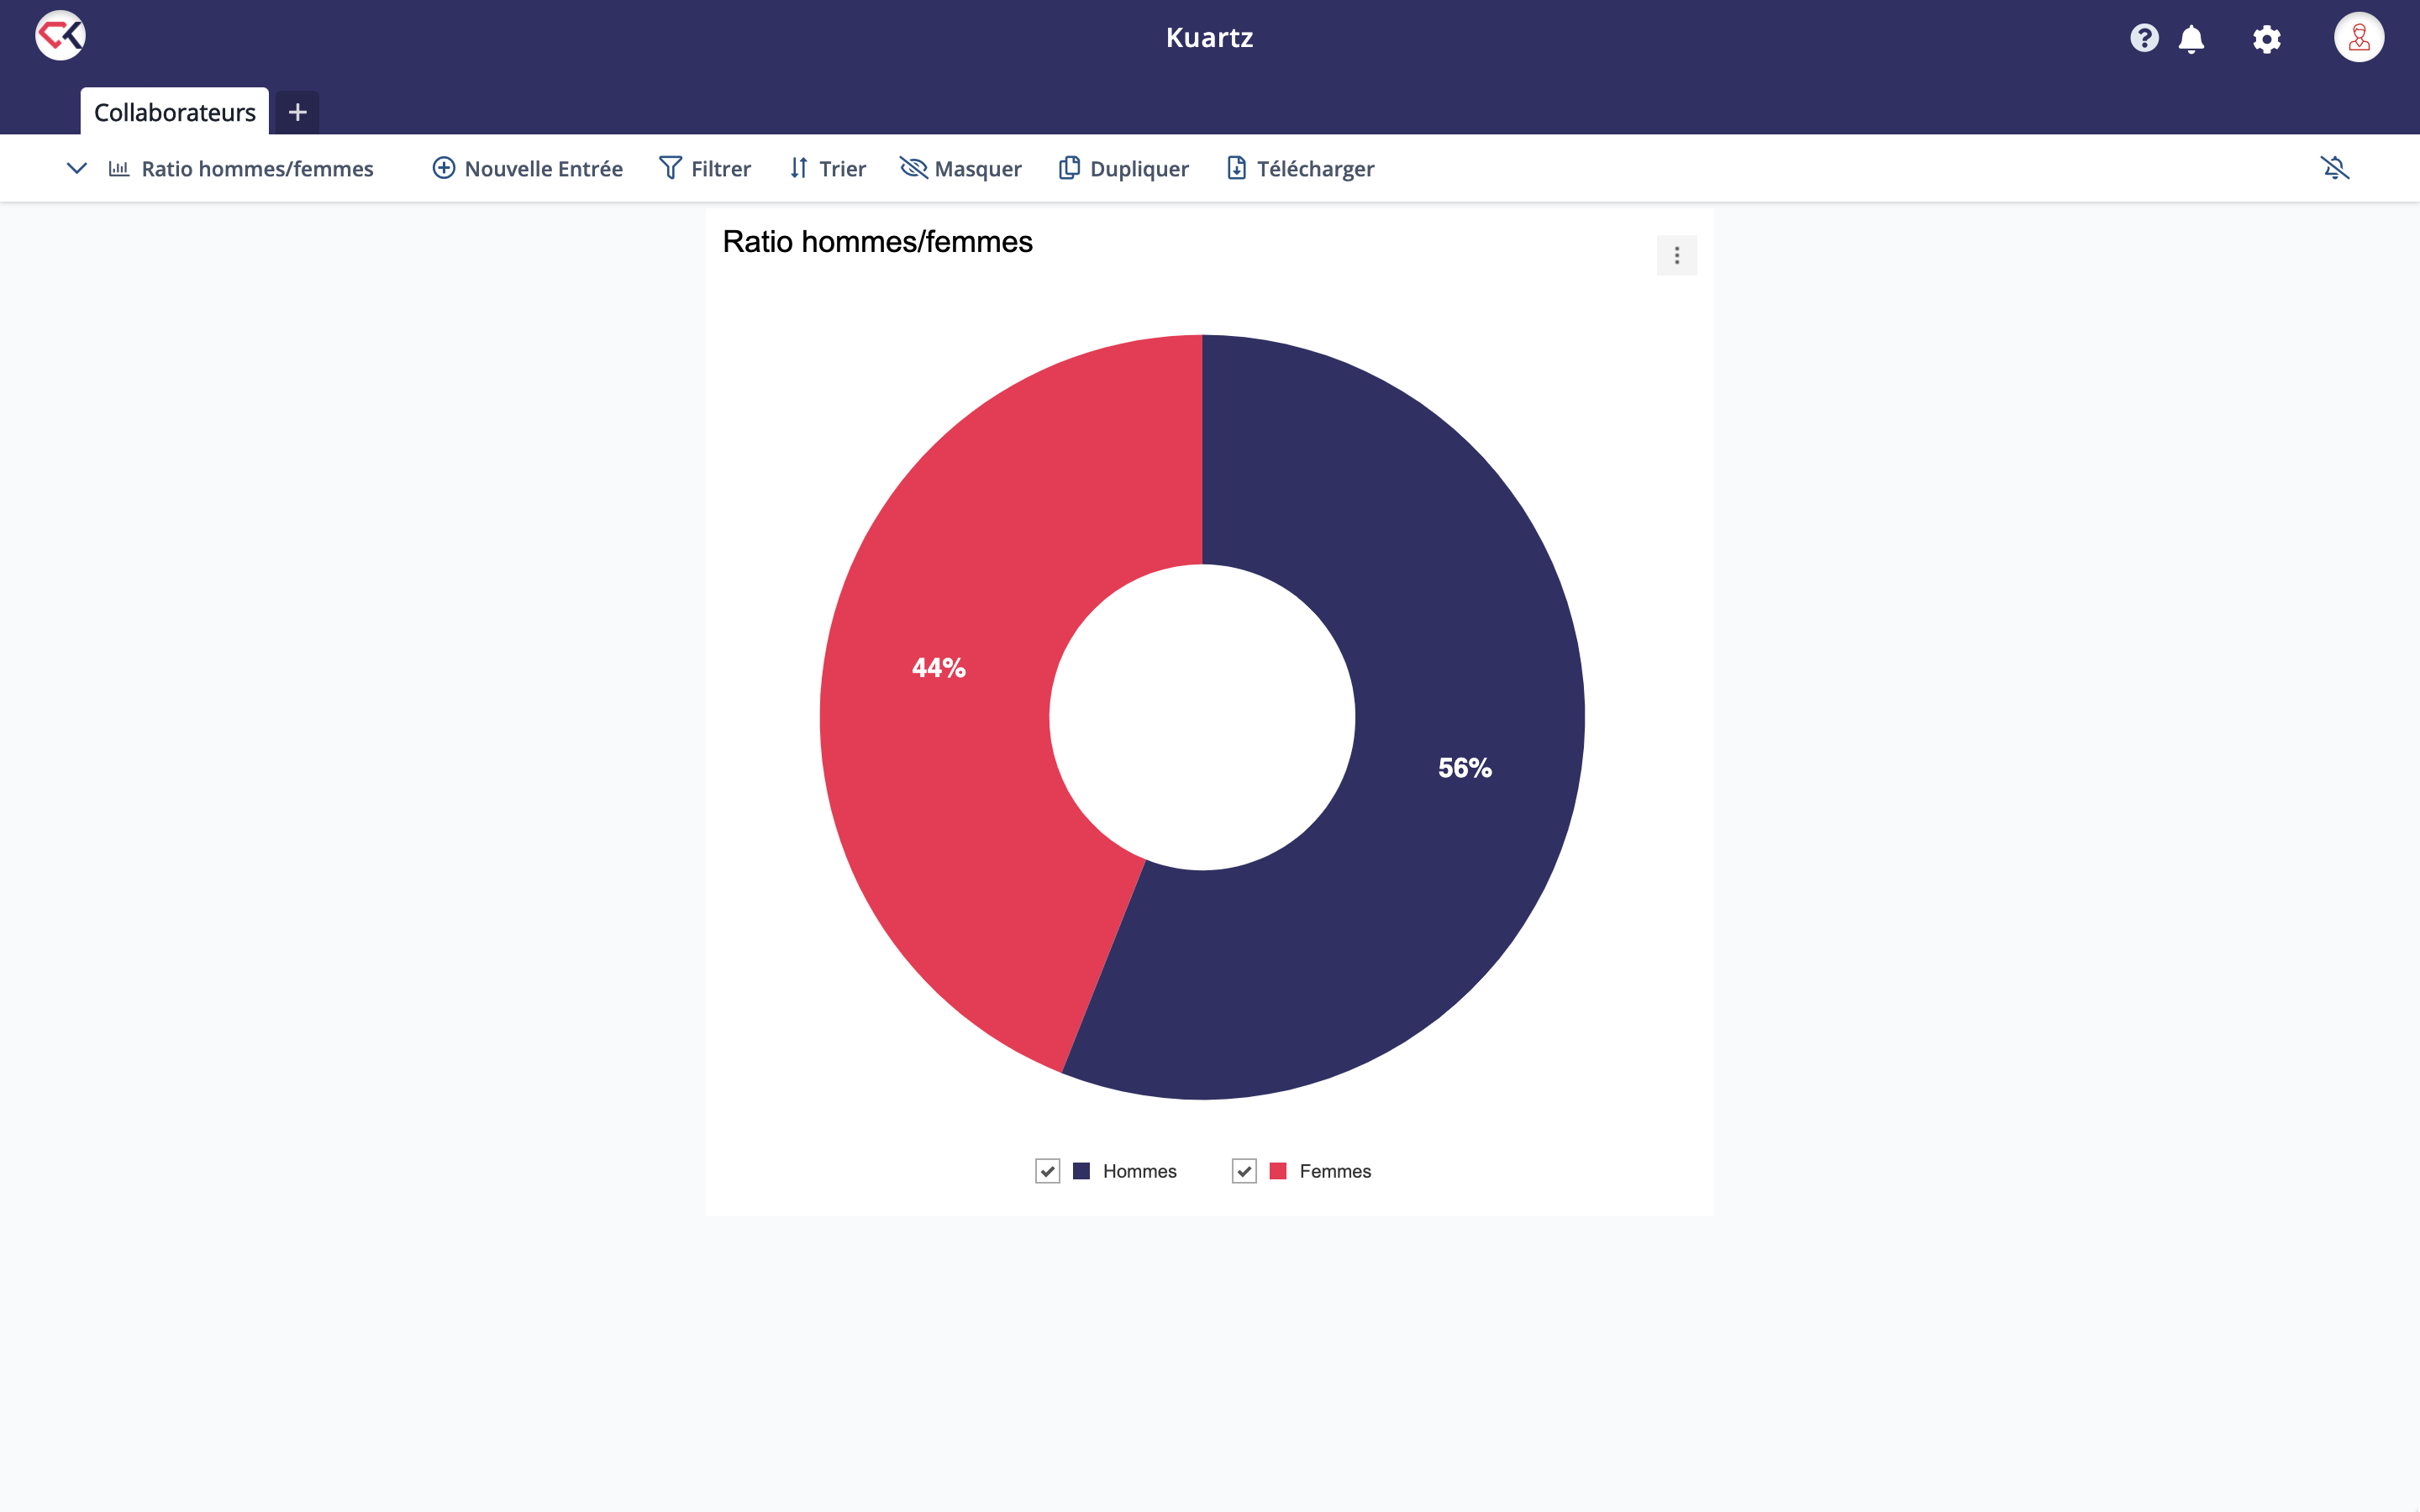 Kuartz
Collaborateurs +
Ratio hommes/femmes Nouvelle Entrée Filtrer Trier Masquer Dupliquer Télécharger
Ratio hommes/femmes
44%
56%
Hommes Femmes